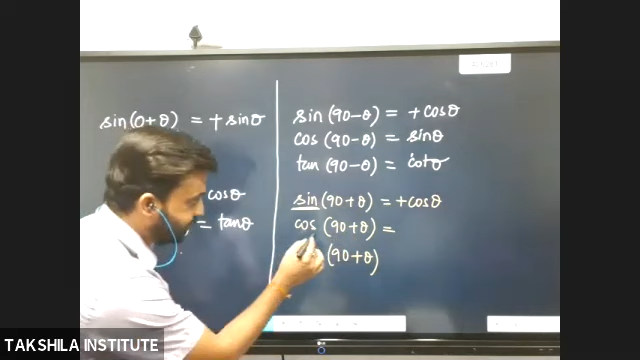 sin(0+θ) = +sinθ
cosθ
= tanθ
sin(90-θ) = +cosθ
cos(90-θ) = sinθ
tan(90-θ) = cotθ
sin(90+θ) = +cosθ
cos(90+θ) =
(90+θ)
TAKSHILA INSTITUTE